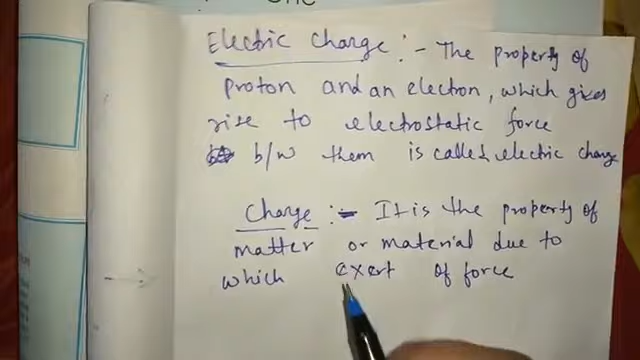 one
Electric charge :- The property of
proton and an electron, which gives
rise to electrostatic force
b/w them is called electric charge
Charge :- It is the property of
matter or material due to
which exert of force